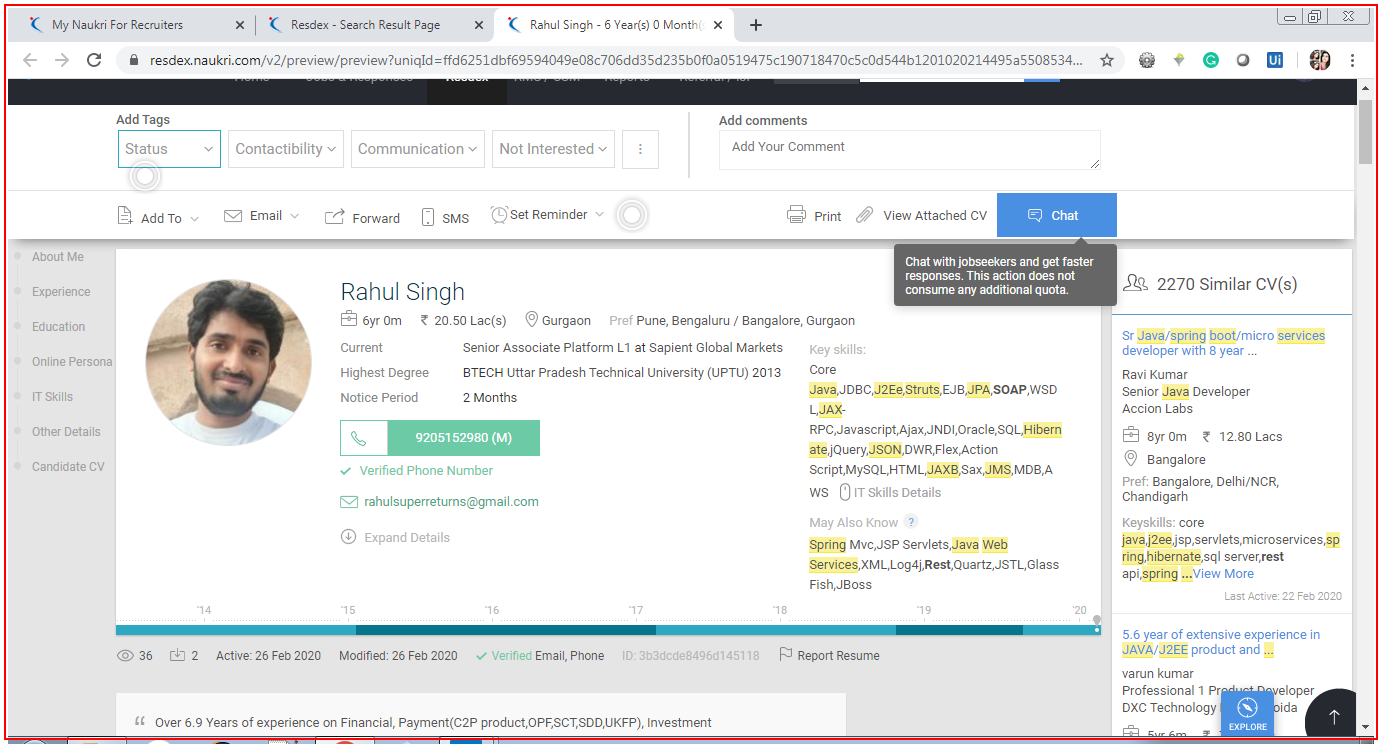 My Naukri For Recruiters
Resdex - Search Result Page
Rahul Singh - 6 Year(s) 0 Month(s
resdex.naukri.com/v2/preview/preview?uniqId=ffd6251dbf69594049e08c706dd35d235b0f0a0519475c190718470c5c0d544b1201020214495a5508534...
Ui
Add Tags
Add comments
Status
Contactibility
Communication
Not Interested
Add Your Comment
Add To
Email
Forward
SMS
Set Reminder
Print
View Attached CV
Chat
Chat with jobseekers and get faster
responses. This action does not
consume any additional quota.
About Me
Experience
Education
Online Persona
IT Skills
Other Details
Candidate CV
Rahul Singh
6yr 0m ₹ 20.50 Lac(s) Gurgaon Pref Pune, Bengaluru / Bangalore, Gurgaon
Current Senior Associate Platform L1 at Sapient Global Markets
Highest Degree BTECH Uttar Pradesh Technical University (UPTU) 2013
Notice Period 2 Months
9205152980 (M)
Verified Phone Number
rahulsuperreturns@gmail.com
Expand Details
Key skills:
Core
Java,JDBC,J2Ee,Struts,EJB,JPA,SOAP,WSD
L,JAX-
RPC,Javascript,Ajax,JNDI,Oracle,SQL,Hibern
ate,jQuery,JSON,DWR,Flex,Action
Script,MySQL,HTML,JAXB,Sax,JMS,MDB,A
WS IT Skills Details
May Also Know ?
Spring Mvc,JSP Servlets,Java Web
Services,XML,Log4j,Rest,Quartz,JSTL,Glass
Fish,JBoss
'14 '15 '16 '17 '18 '19 '20
36 2 Active: 26 Feb 2020 Modified: 26 Feb 2020 Verified Email, Phone ID: 3b3dcde8496d145118 Report Resume
“ Over 6.9 Years of experience on Financial, Payment(C2P product,OPF,SCT,SDD,UKFP), Investment
2270 Similar CV(s)
Sr Java/spring boot/micro services
developer with 8 year ...
Ravi Kumar
Senior Java Developer
Accion Labs
8yr 0m ₹ 12.80 Lacs
Bangalore
Pref: Bangalore, Delhi/NCR,
Chandigarh
Keyskills: core
java,j2ee,jsp,servlets,microservices,sp
ring,hibernate,sql server,rest
api,spring ...View More
Last Active: 22 Feb 2020
5.6 year of extensive experience in
JAVA/J2EE product and ...
varun kumar
Professional 1 Product Developer
DXC Technology
5yr 6m ₹
EXPLORE